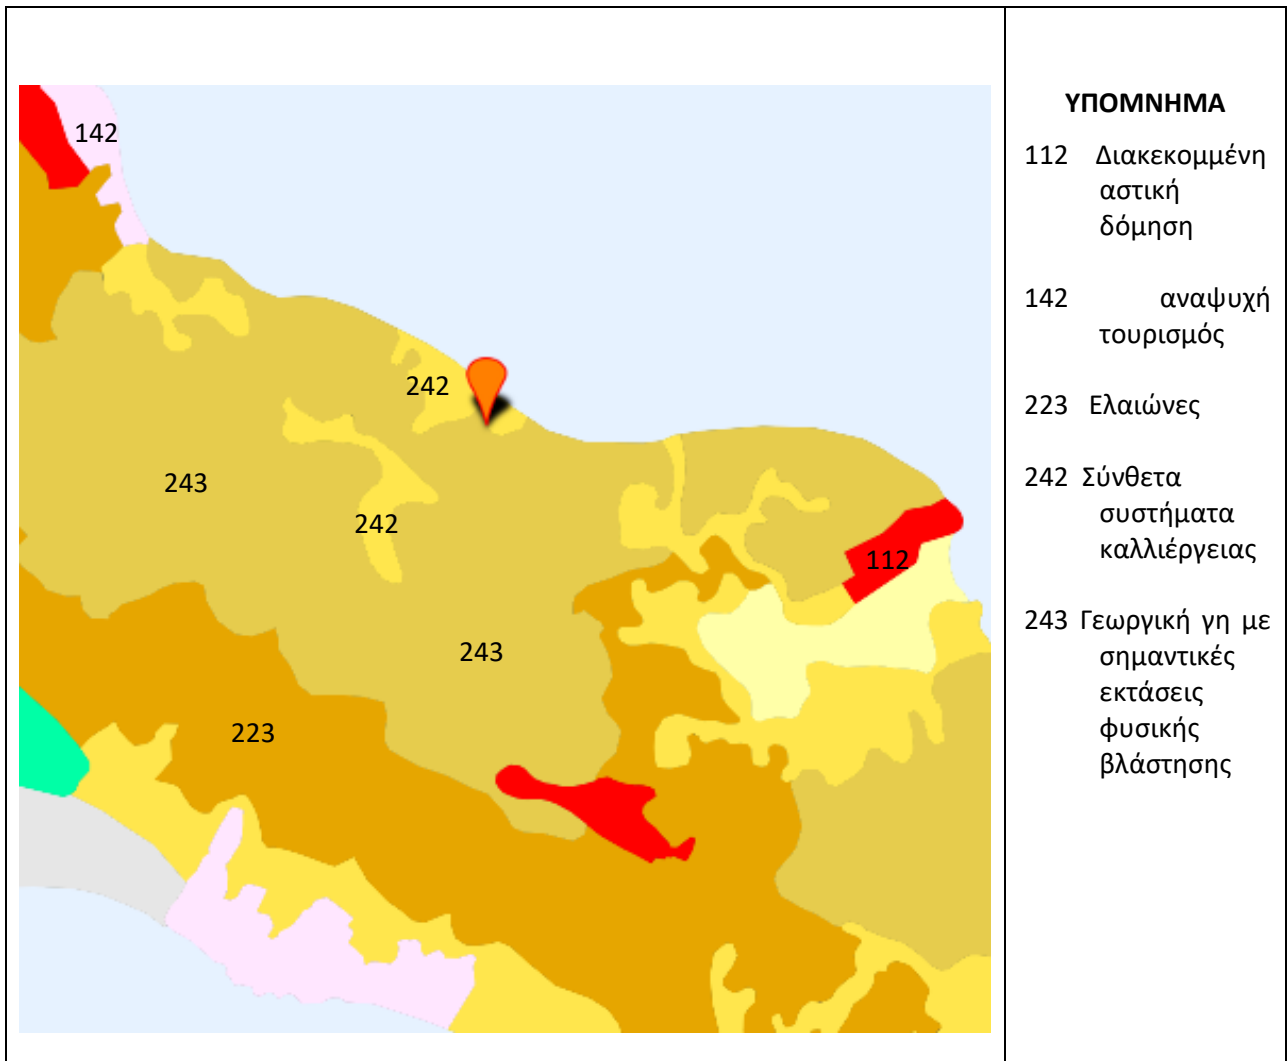 142
242
243
242
112
243
223
ΥΠΟΜΝΗΜΑ
112 Διακεκομμένη
αστική
δόμηση
142 αναψυχή
τουρισμός
223 Ελαιώνες
242 Σύνθετα
συστήματα
καλλιέργειας
243 Γεωργική γη με
σημαντικές
εκτάσεις
φυσικής
βλάστησης